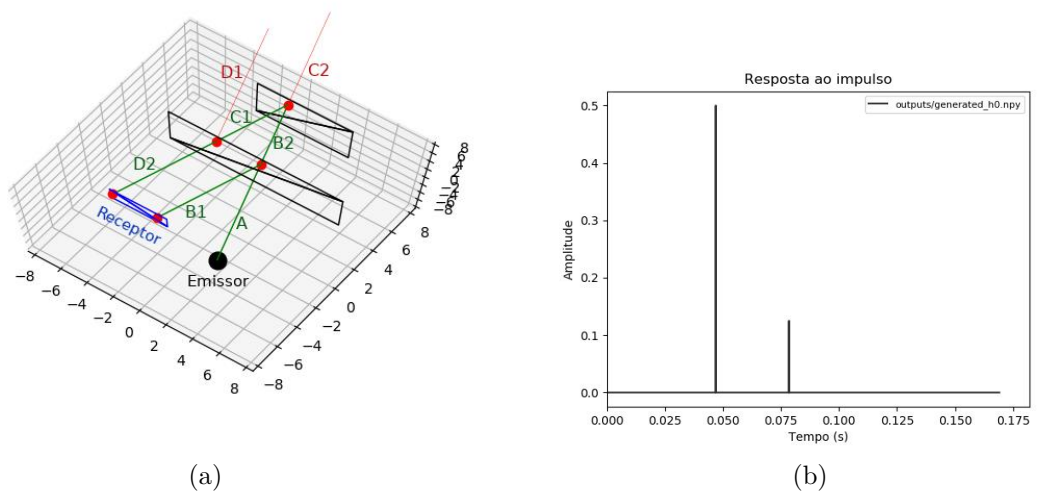 D1
C2
C1
B2
D2
B1
A
Receptor
Emissor
8
6
4
−8
−6
−4
−2
0
2
4
6
8
−8
−6
−4
−2
0
2
4
6
8
−8
(a)
Resposta ao impulso
outputs/generated_h0.npy
0.5
0.4
0.3
0.2
0.1
0.0
Amplitude
0.000
0.025
0.050
0.075
0.100
0.125
0.150
0.175
Tempo (s)
(b)